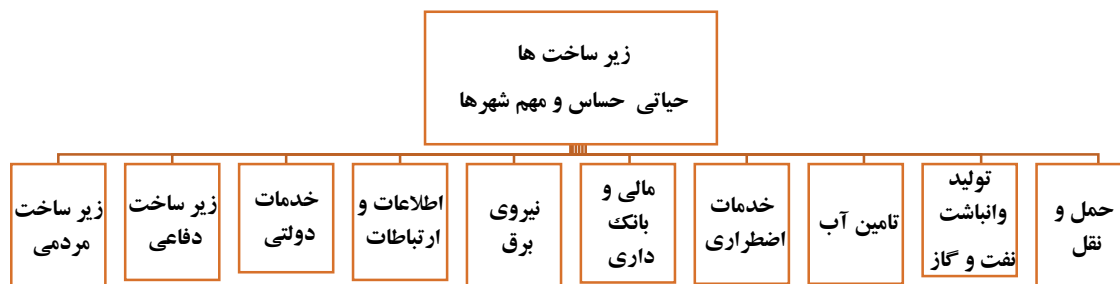 زیر ساخت ها
حیاتی حساس و مهم شهرها
حمل و
نقل
تولید
وانباشت
نفت و گاز
تامین آب
خدمات
اضطراری
مالی و
بانک
داری
نیروی
برق
اطلاعات و
ارتباطات
خدمات
دولتی
زیر ساخت
دفاعی
زیر ساخت
مردمی